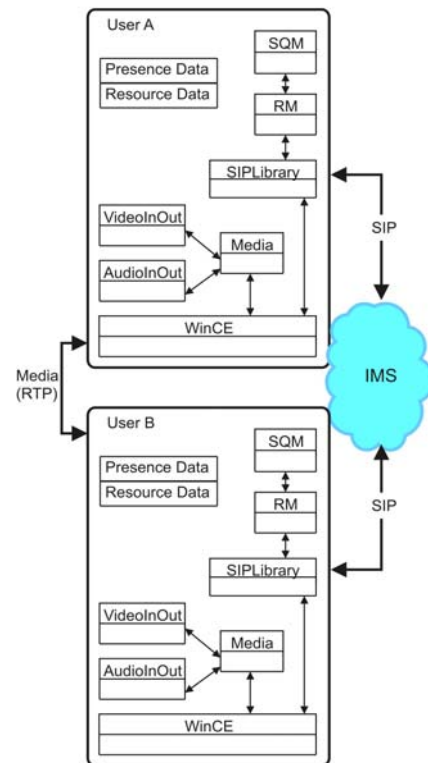 User A
SQM
Presence Data
Resource Data
RM
SIPLibrary
SIP
VideoInOut
Media
AudioInOut
WinCE
IMS
Media
(RTP)
User B
SQM
Presence Data
Resource Data
RM
SIP
SIPLibrary
VideoInOut
Media
AudioInOut
WinCE